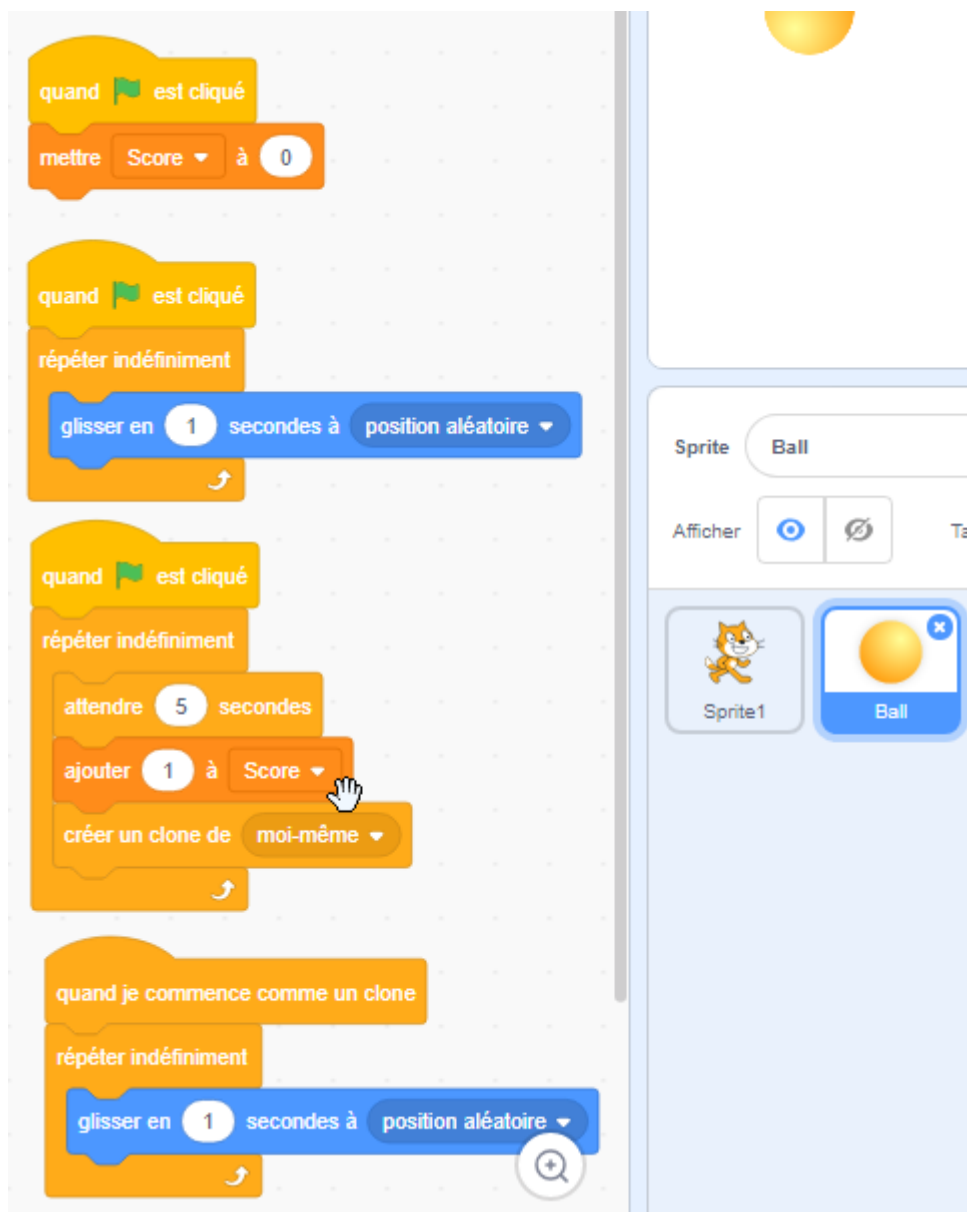 quand est cliqué
mettre Score à 0
quand est cliqué
répéter indéfiniment
glisser en 1 secondes à position aléatoire
quand est cliqué
répéter indéfiniment
attendre 5 secondes
ajouter 1 à Score
créer un clone de moi-même
quand je commence comme un clone
répéter indéfiniment
glisser en 1 secondes à position aléatoire
Sprite Ball
Afficher Ta
Sprite1
Ball